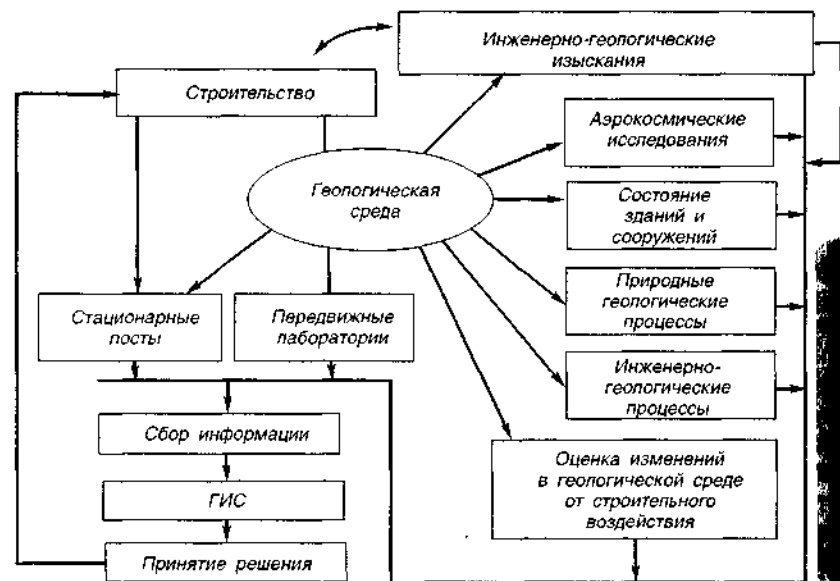 Инженерно-геологические
изыскания
Строительство
Аэрокосмические
исследования
Геологическая
среда
Состояние
зданий и
сооружений
Природные
геологические
процессы
Стационарные
посты
Передвижные
лаборатории
Инженерно-
геологические
процессы
Сбор информации
Оценка изменений
в геологической среде
от строительного
воздействия
ГИС
Принятие решения